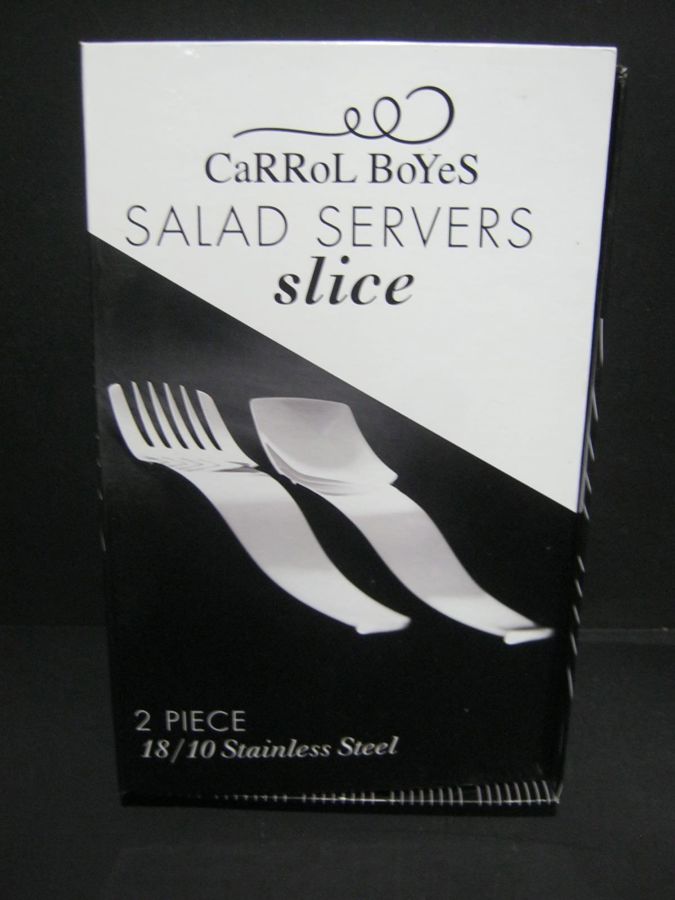 CaRRoL BoYeS
SALAD SERVERS
slice
2 PIECE
18/10 Stainless Steel